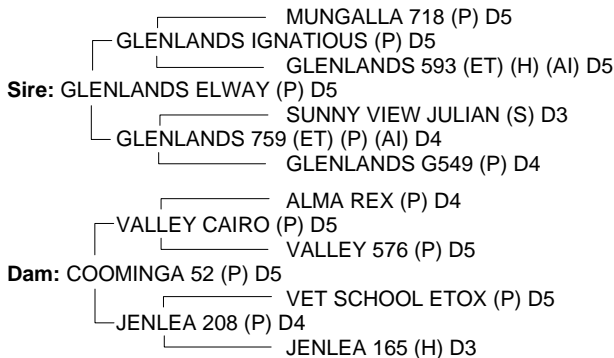 MUNGALLA 718 (P) D5
GLENLANDS IGNATIOUS (P) D5
GLENLANDS 593 (ET) (H) (AI) D5
Sire: GLENLANDS ELWAY (P) D5
SUNNY VIEW JULIAN (S) D3
GLENLANDS 759 (ET) (P) (AI) D4
GLENLANDS G549 (P) D4
ALMA REX (P) D4
VALLEY CAIRO (P) D5
VALLEY 576 (P) D5
Dam: COOMINGA 52 (P) D5
VET SCHOOL ETOX (P) D5
JENLEA 208 (P) D4
JENLEA 165 (H) D3